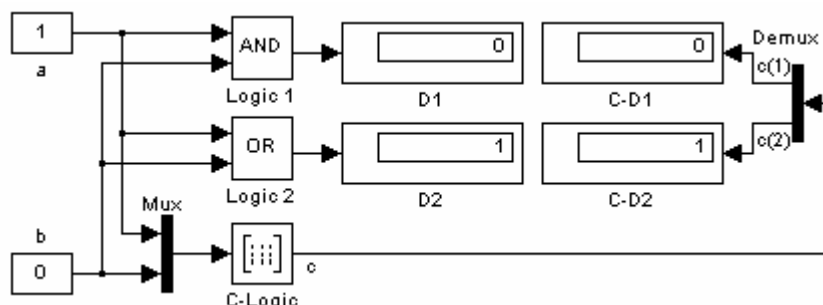 1
a
AND
Logic 1
0
D1
0
C-D1
Demux
c(1)
OR
Logic 2
1
D2
1
C-D2
c(2)
Mux
b
0
C-Logic
c